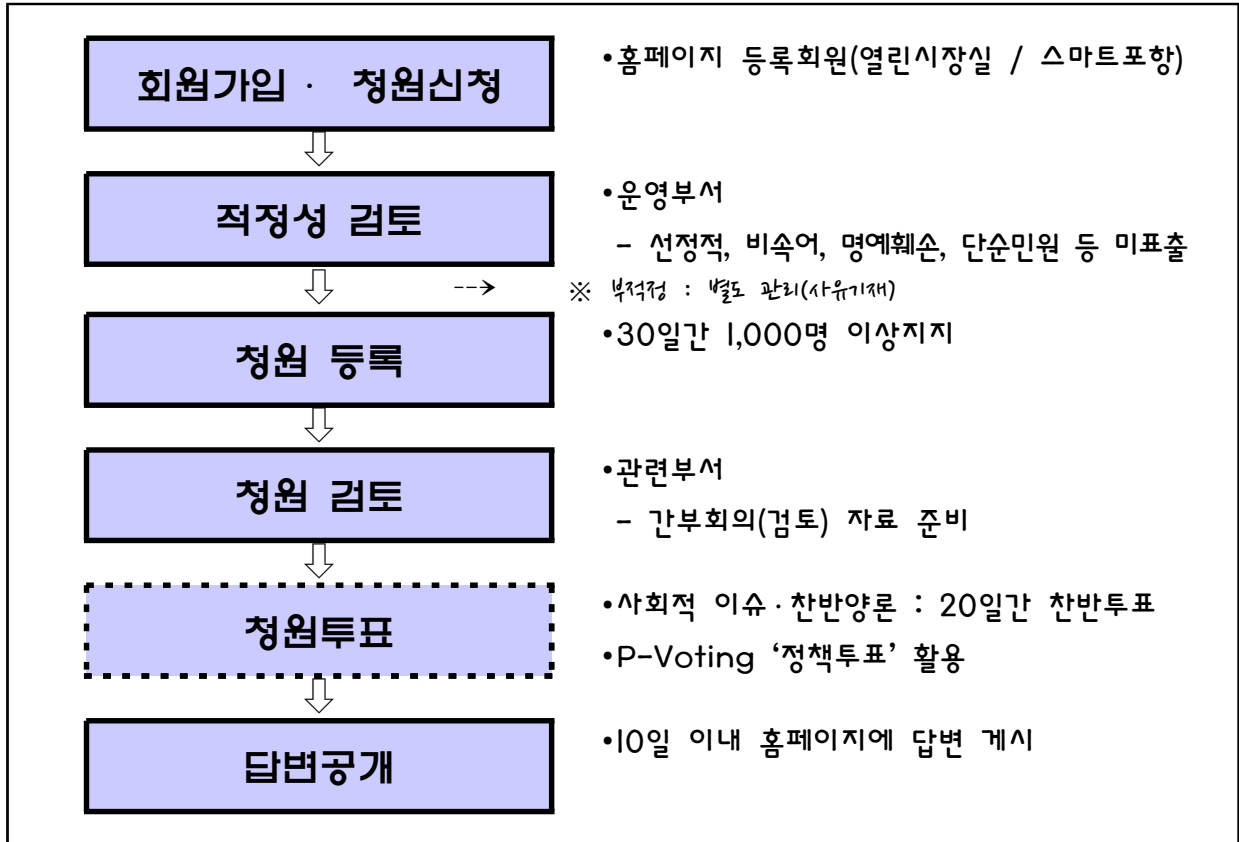 회원가입 · 청원신청
•홈페이지 등록회원(열린시장실 / 스마트포항)
적정성 검토
•운영부서
- 선정적, 비속어, 명예훼손, 단순민원 등 미표출
※ 부적정 : 별도 관리(사유기재)
청원 등록
•30일간 1,000명 이상지지
청원 검토
•관련부서
- 간부회의(검토) 자료 준비
청원투표
•사회적 이슈·찬반양론 : 20일간 찬반투표
•P-Voting ‘정책투표’ 활용
답변공개
•10일 이내 홈페이지에 답변 게시